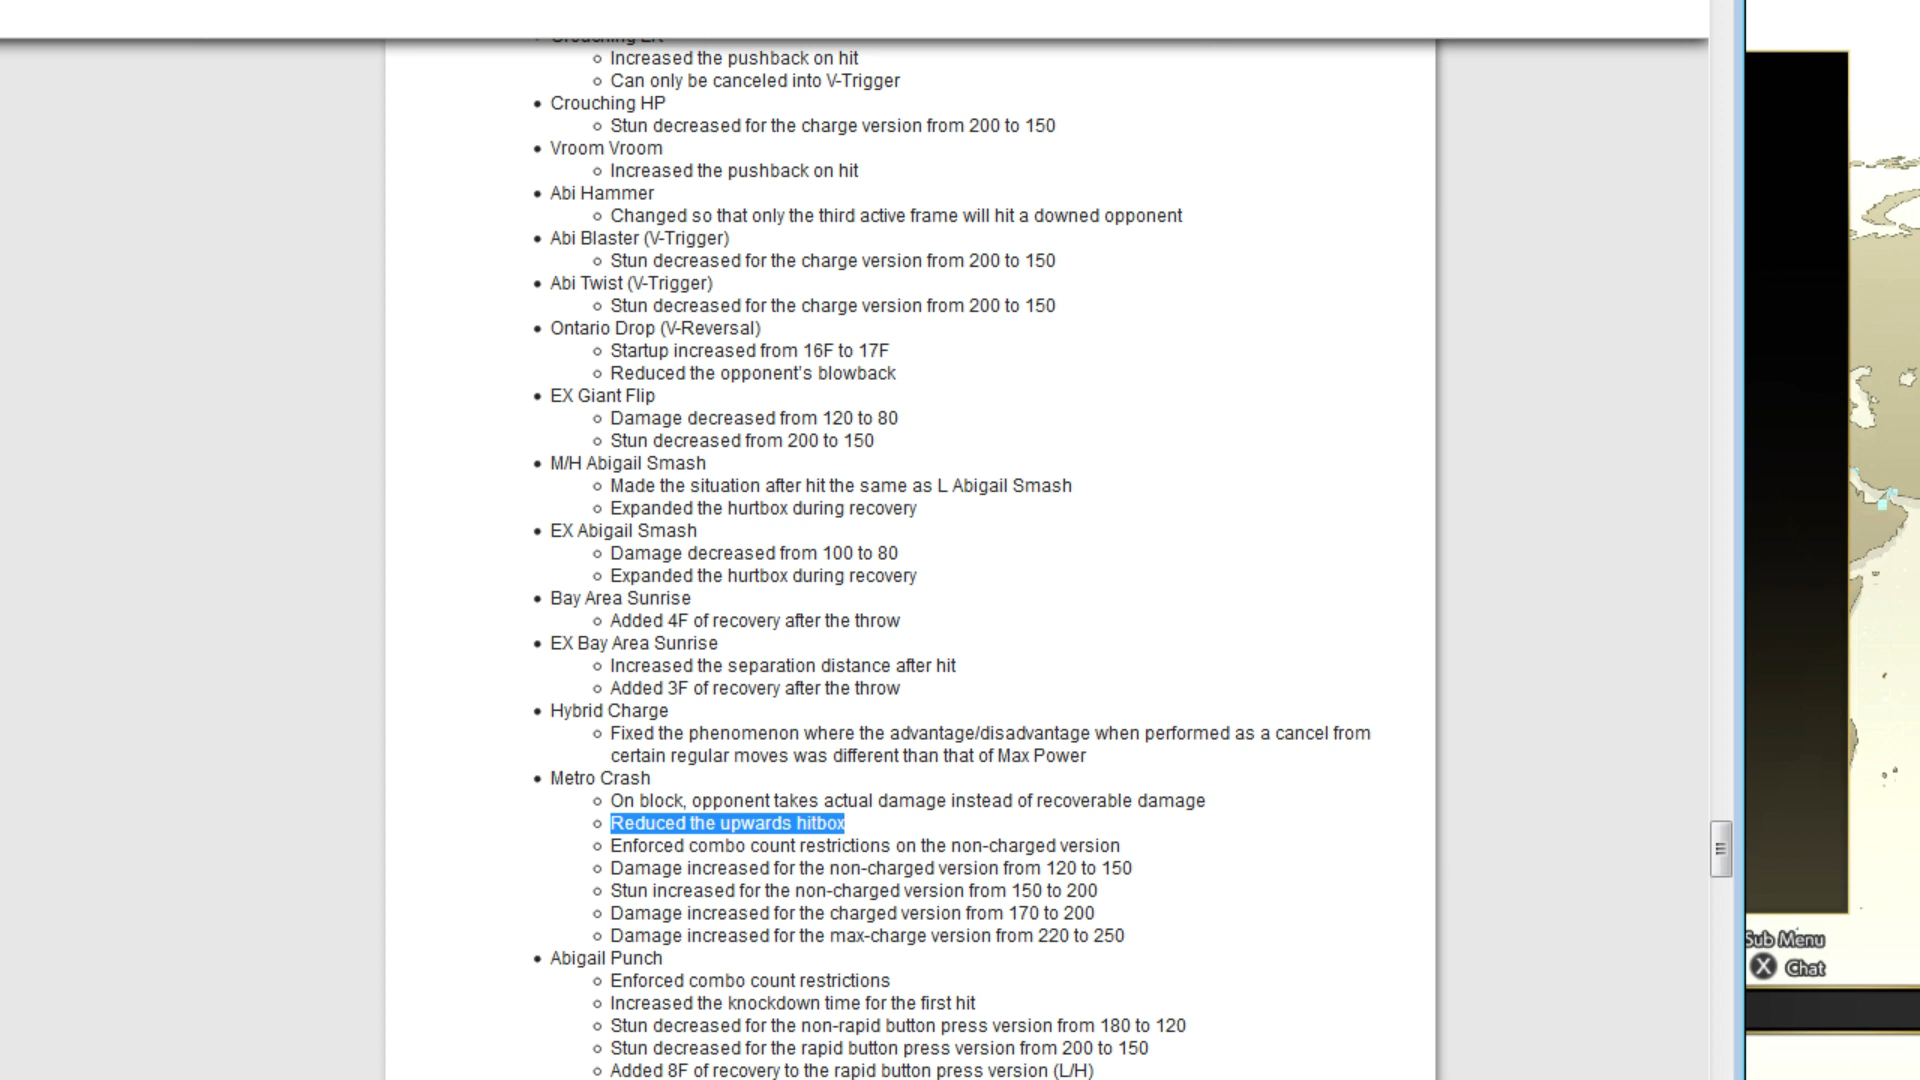 Increased the pushback on hit
Can only be canceled into V-Trigger
Crouching HP
Stun decreased for the charge version from 200 to 150
Vroom Vroom
Increased the pushback on hit
Abi Hammer
Changed so that only the third active frame will hit a downed opponent
Abi Blaster (V-Trigger)
Stun decreased for the charge version from 200 to 150
Abi Twist (V-Trigger)
Stun decreased for the charge version from 200 to 150
Ontario Drop (V-Reversal)
Startup increased from 16F to 17F
Reduced the opponent's blowback
EX Giant Flip
Damage decreased from 120 to 80
Stun decreased from 200 to 150
M/H Abigail Smash
Made the situation after hit the same as L Abigail Smash
Expanded the hurtbox during recovery
EX Abigail Smash
Damage decreased from 100 to 80
Expanded the hurtbox during recovery
Bay Area Sunrise
Added 4F of recovery after the throw
EX Bay Area Sunrise
Increased the separation distance after hit
Added 3F of recovery after the throw
Hybrid Charge
Fixed the phenomenon where the advantage/disadvantage when performed as a cancel from
certain regular moves was different than that of Max Power
Metro Crash
On block, opponent takes actual damage instead of recoverable damage
Reduced the upwards hitbox
Enforced combo count restrictions on the non-charged version
Damage increased for the non-charged version from 120 to 150
Stun increased for the non-charged version from 150 to 200
Damage increased for the charged version from 170 to 200
Damage increased for the max-charge version from 220 to 250
Abigail Punch
Enforced combo count restrictions
Increased the knockdown time for the first hit
Stun decreased for the non-rapid button press version from 180 to 120
Stun decreased for the rapid button press version from 200 to 150
Added 8F of recovery to the rapid button press version (L/H)
Sub Menu
X Chat